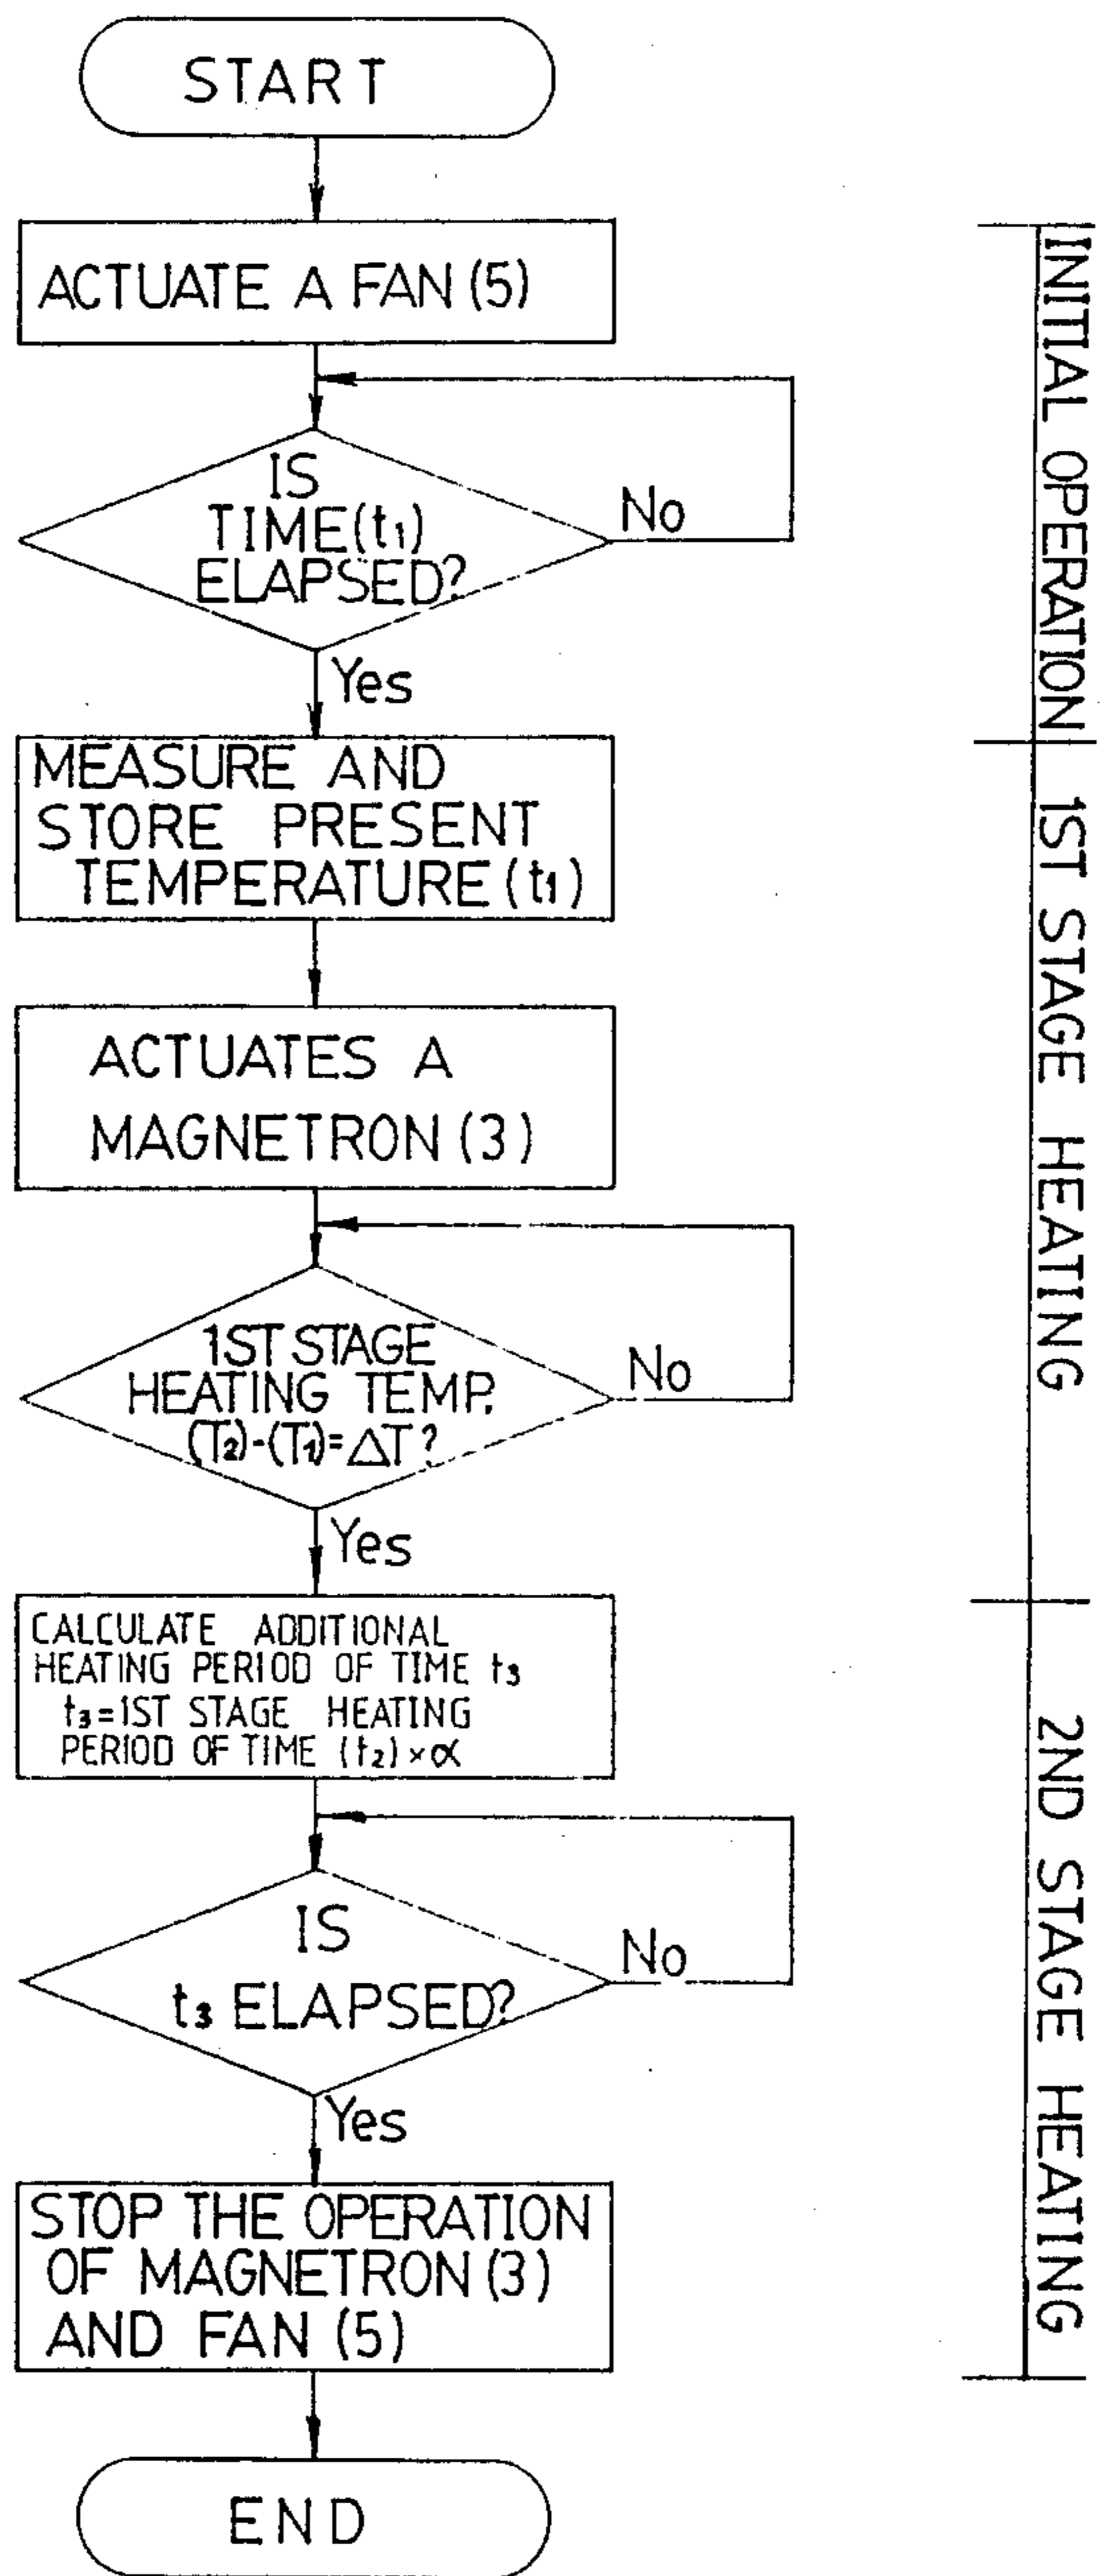 START
ACTUATE A FAN (5)
IS
TIME(t₁)
ELAPSED?
No
Yes
MEASURE AND
STORE PRESENT
TEMPERATURE (t₁)
ACTUATES A
MAGNETRON (3)
1ST STAGE
HEATING TEMP.
(T₂)-(T₁)=ΔT?
No
Yes
CALCULATE ADDITIONAL
HEATING PERIOD OF TIME t₃
t₃=1ST STAGE HEATING
PERIOD OF TIME (t₂)×α
IS
t₃ ELAPSED?
No
Yes
STOP THE OPERATION
OF MAGNETRON (3)
AND FAN (5)
END
INITIAL OPERATION
1ST STAGE HEATING
2ND STAGE HEATING